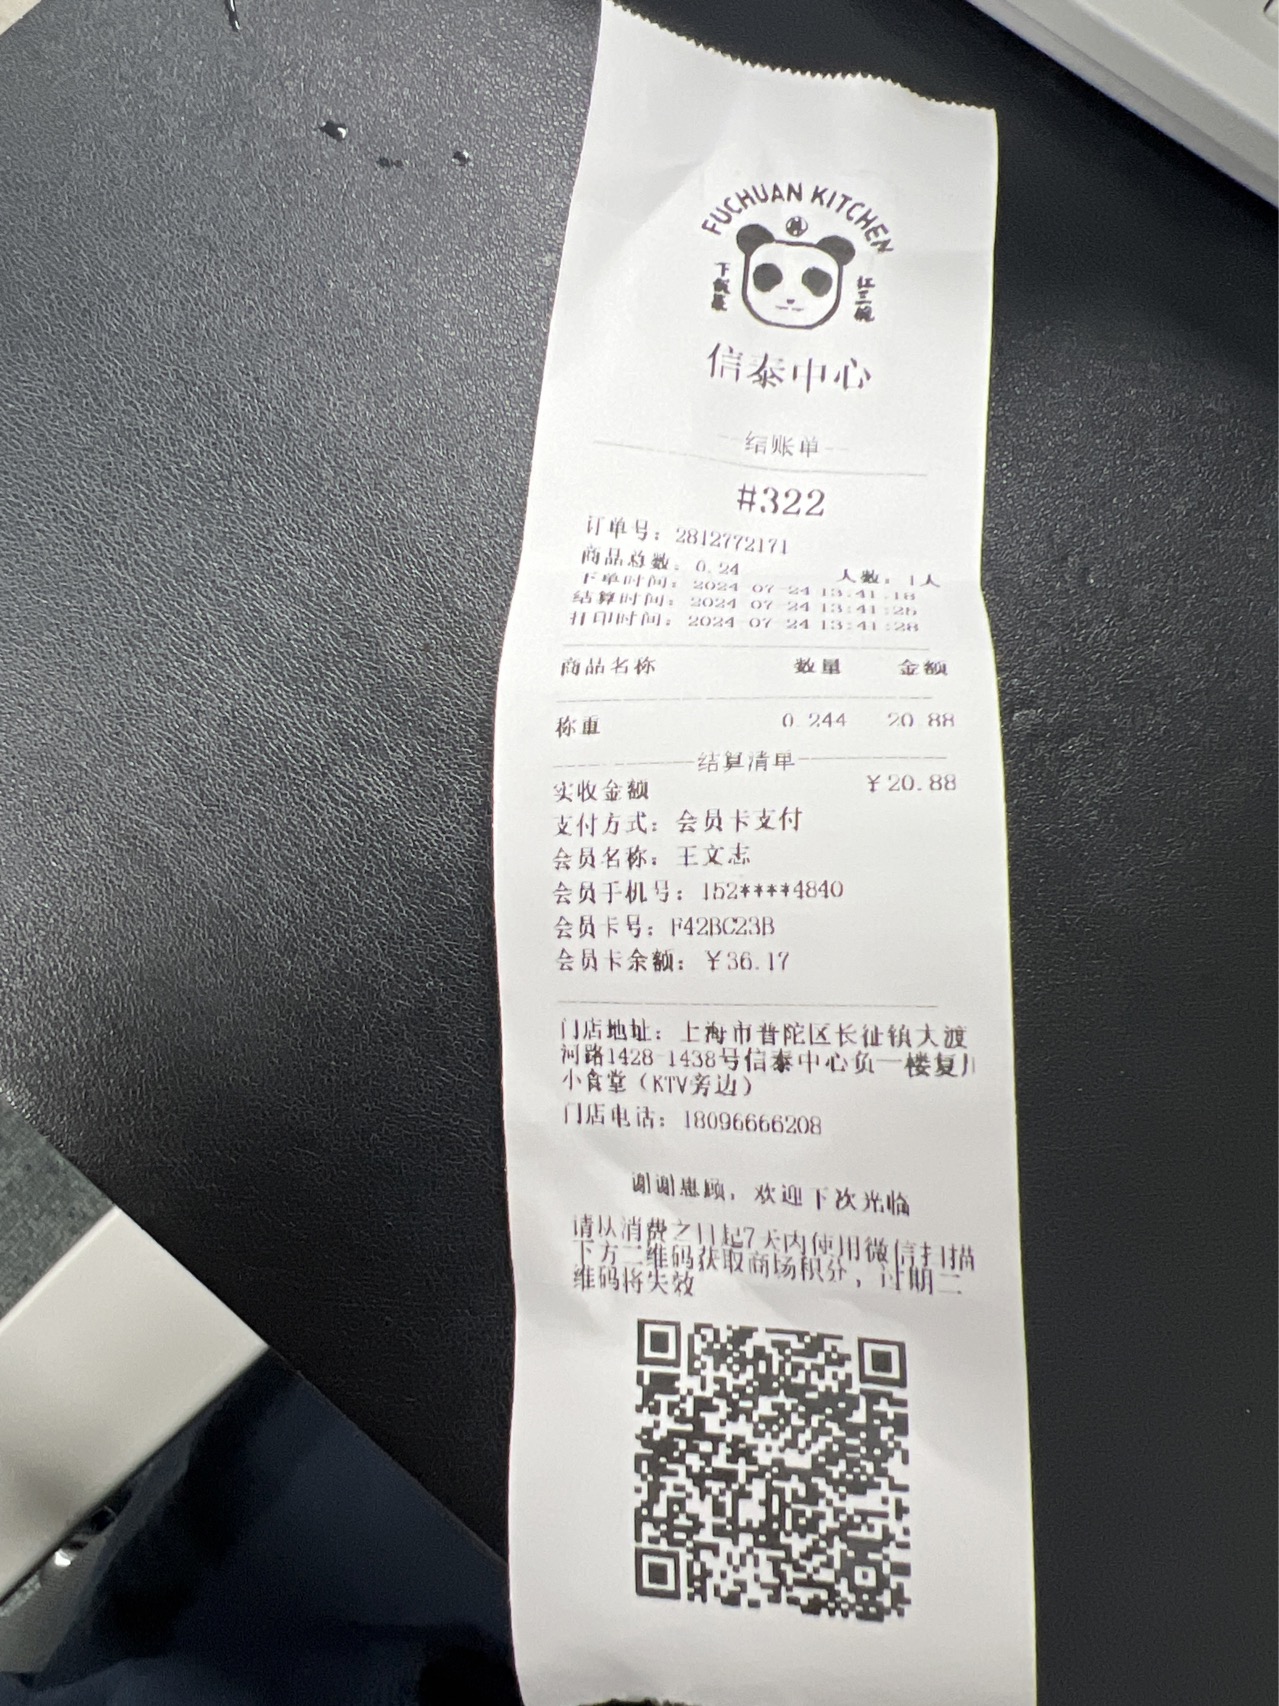 FUCHUAN KITCHEN
下飯菜
红三碗
信泰中心
结账单
#322
订单号：2812772171
商品总数：0.24 人数：1人
下单时间：2024-07-24 13:41:18
结算时间：2024-07-24 13:41:25
打印时间：2024-07-24 13:41:28
商品名称 数量 金额
称重 0.244 20.88
结算清单
实收金额 ￥20.88
支付方式：会员卡支付
会员名称：王文志
会员手机号：152****4840
会员卡号：F42BC23B
会员卡余额：￥36.17
门店地址：上海市普陀区长征镇大渡
河路1428-1438号信泰中心负一楼复川
小食堂（KTV旁边）
门店电话：18096666208
谢谢惠顾，欢迎下次光临
请从消费之日起7天内使用微信扫描
下方二维码获取商场积分，过期二
维码将失效